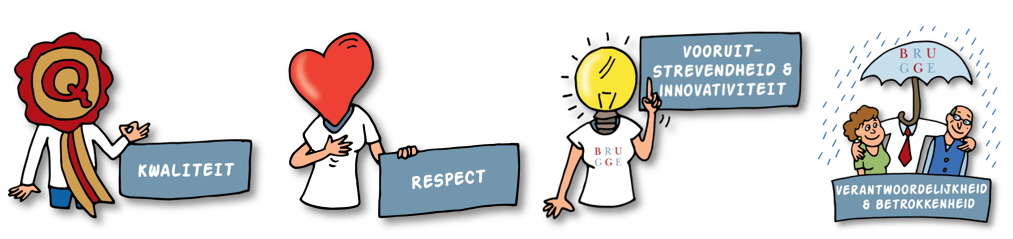 Q
KWALITEIT
RESPECT
VOORUIT-
STREVENDHEID &
INNOVATIVITEIT
BRU
GGE
BRU
GGE
VERANTWOORDELIJKHEID
& BETROKKENHEID